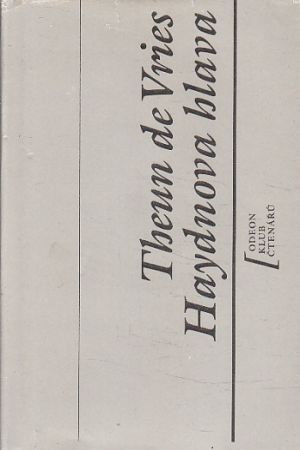 Theun de Vries
Haydnova hlava
ODEON
KLUB
ČTENÁŘŮ